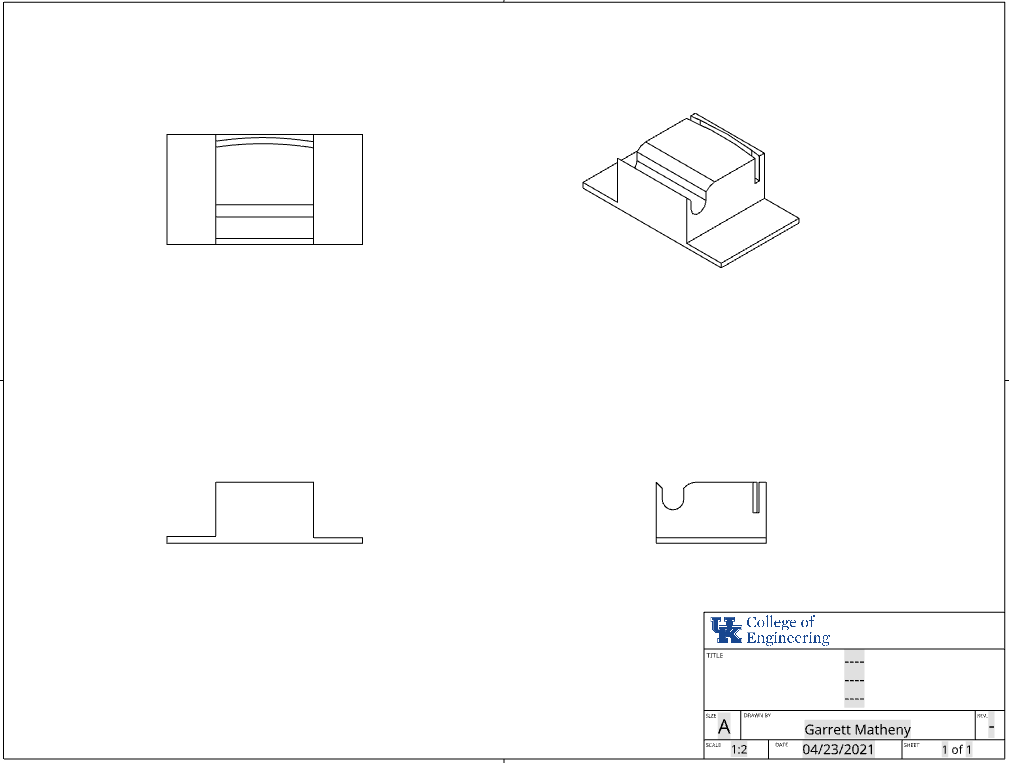 UK College of
Engineering
TITLE
----
----
----
SIZE
A
DRAWN BY
Garrett Matheny
REV.
-
SCALE
1:2
DATE
04/23/2021
SHEET
1 of 1